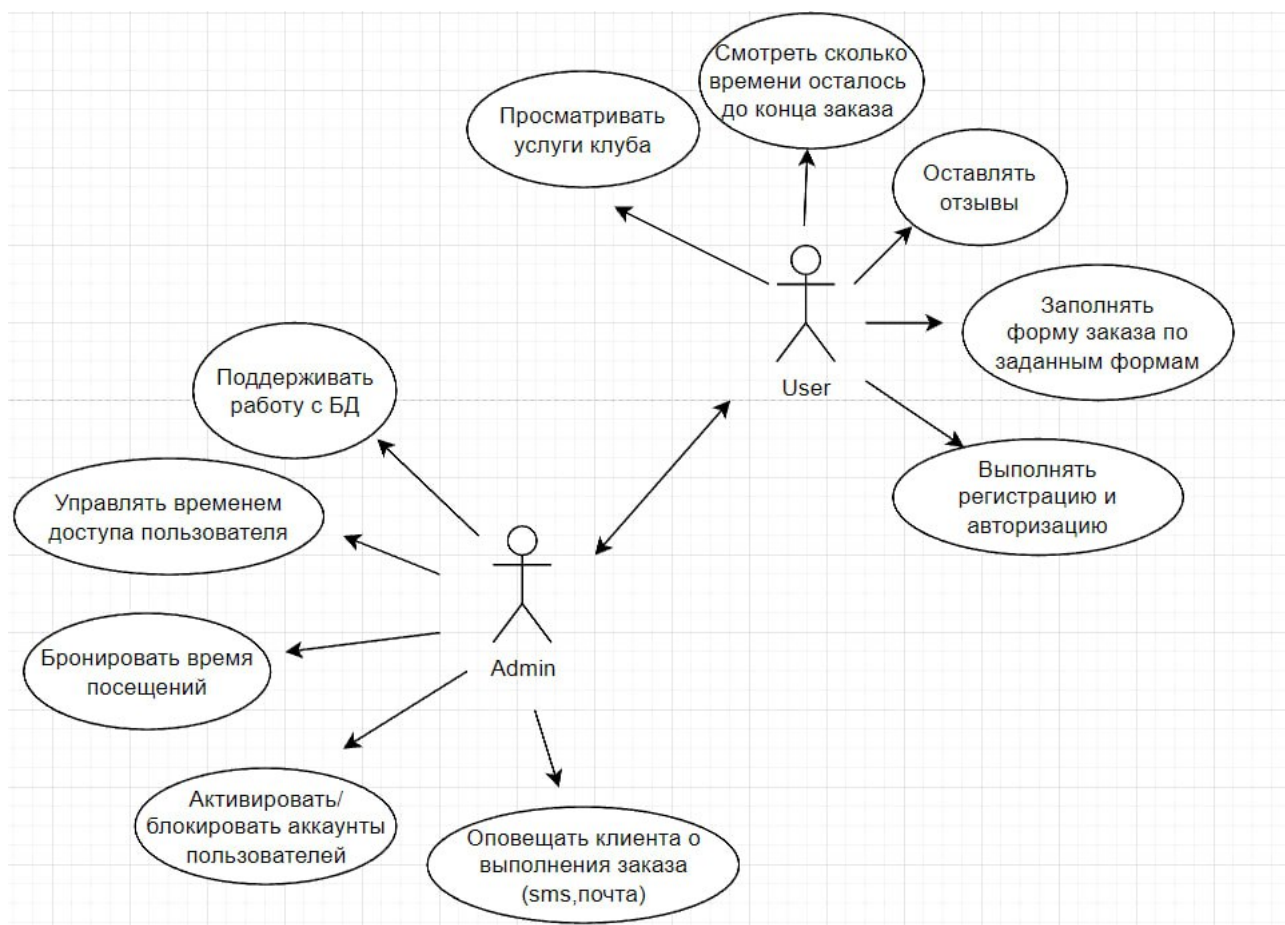 Смотреть сколько
времени осталось
до конца заказа
Просматривать
услуги клуба
Оставлять
отзывы
Заполнять
форму заказа по
заданным формам
User
Выполнять
регистрацию и
авторизацию
Поддерживать
работу с БД
Управлять временем
доступа пользователя
Admin
Бронировать время
посещений
Активировать/
блокировать аккаунты
пользователей
Оповещать клиента о
выполнения заказа
(sms,почта)